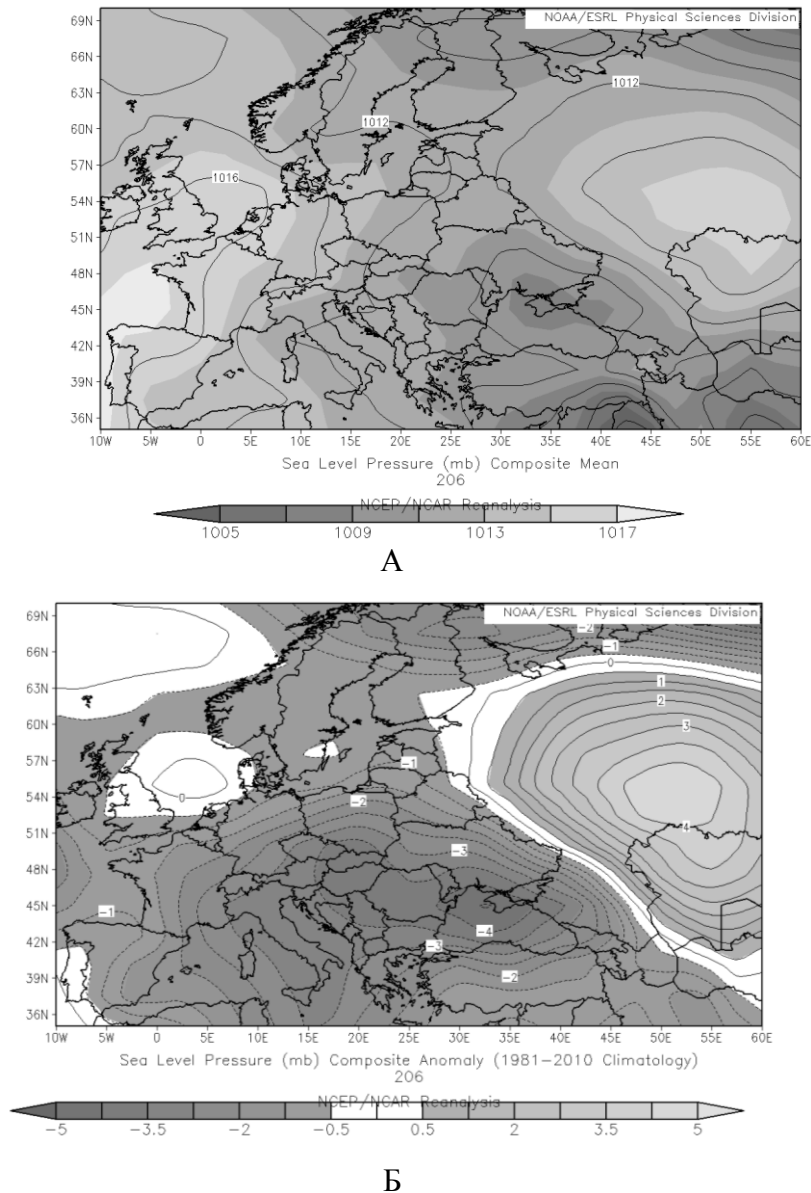 NOAA/ESRL Physical Sciences Division
69N
66N
63N
60N
57N
54N
51N
48N
45N
42N
39N
36N
1012
1012
1016
10W 5W 0 5E 10E 15E 20E 25E 30E 35E 40E 45E 50E 55E 60E
Sea Level Pressure (mb) Composite Mean
206
NCEP/NCAR Reanalysis
1005 1009 1013 1017
А
NOAA/ESRL Physical Sciences Division
69N
66N
63N
60N
57N
54N
51N
48N
45N
42N
39N
36N
-2
-1
0
1
2
3
4
0
-1
-2
-3
-4
-3
-2
-1
10W 5W 0 5E 10E 15E 20E 25E 30E 35E 40E 45E 50E 55E 60E
Sea Level Pressure (mb) Composite Anomaly (1981-2010 Climatology)
206
NCEP/NCAR Reanalysis
-5 -3.5 -2 -0.5 0.5 2 3.5 5
Б